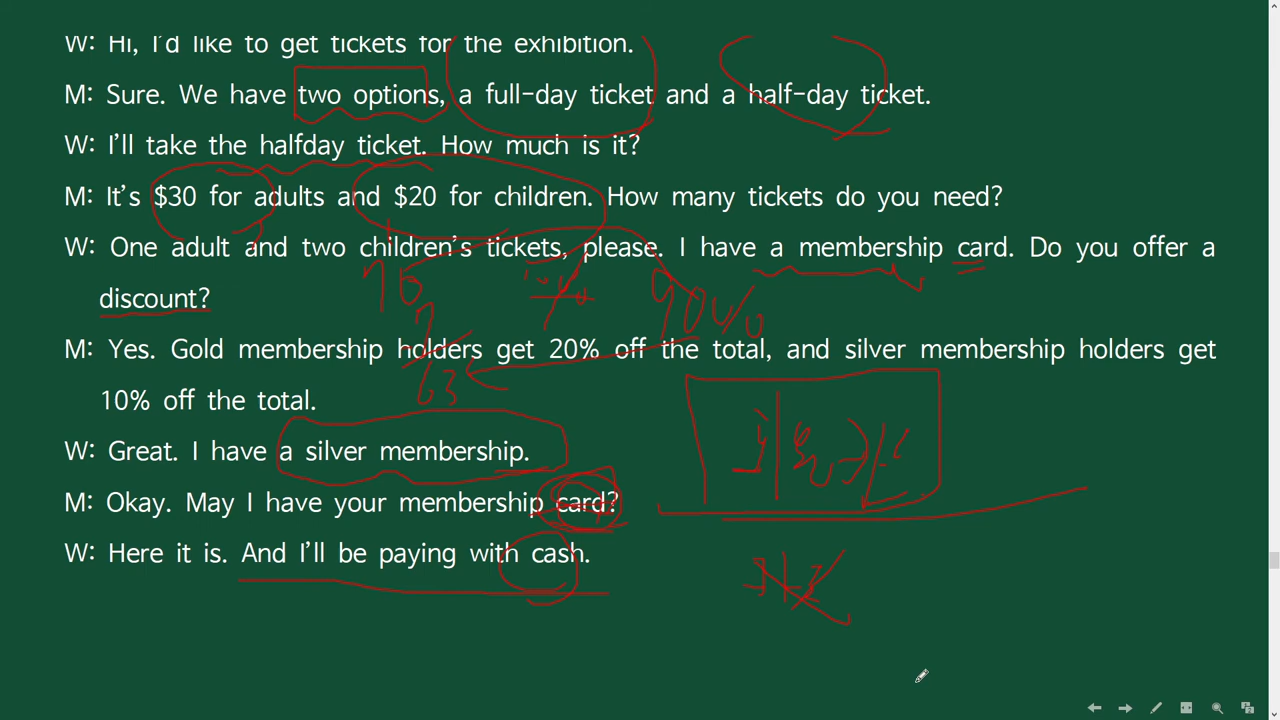 W: Hi, I'd like to get tickets for the exhibition.
M: Sure. We have two options, a full-day ticket and a half-day ticket.
W: I'll take the halfday ticket. How much is it?
M: It's $30 for adults and $20 for children. How many tickets do you need?
W: One adult and two children's tickets, please. I have a membership card. Do you offer a
discount?
90%
M: Yes. Gold membership holders get 20% off the total, and silver membership holders get
63
10% off the total.
W: Great. I have a silver membership.
M: Okay. May I have your membership card?
W: Here it is. And I'll be paying with cash.